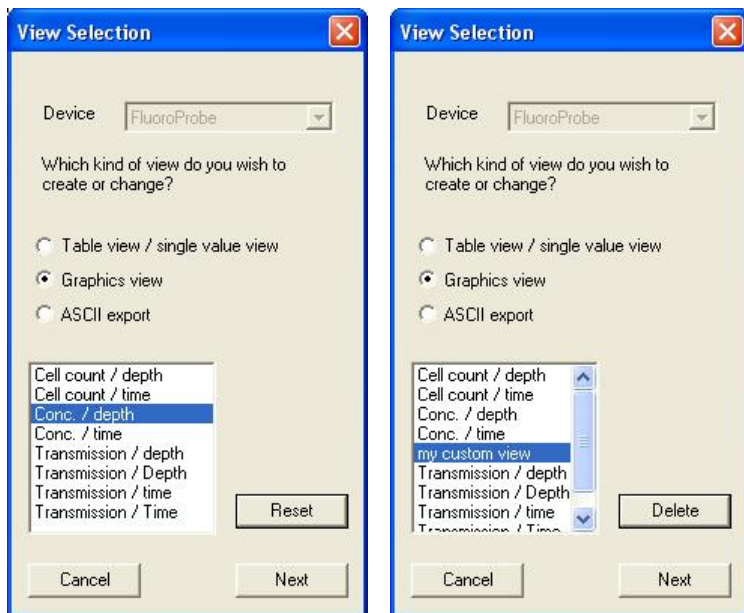 View Selection
Device FluoroProbe
Which kind of view do you wish to
create or change?
Table view / single value view
Graphics view
ASCII export
Cell count / depth
Cell count / time
Conc. / depth
Conc. / time
Transmission / depth
Transmission / Depth
Transmission / time
Transmission / Time
Reset
Cancel Next
View Selection
Device FluoroProbe
Which kind of view do you wish to
create or change?
Table view / single value view
Graphics view
ASCII export
Cell count / depth
Cell count / time
Conc. / depth
Conc. / time
my custom view
Transmission / depth
Transmission / Depth
Transmission / time
Transmission / Time
Delete
Cancel Next